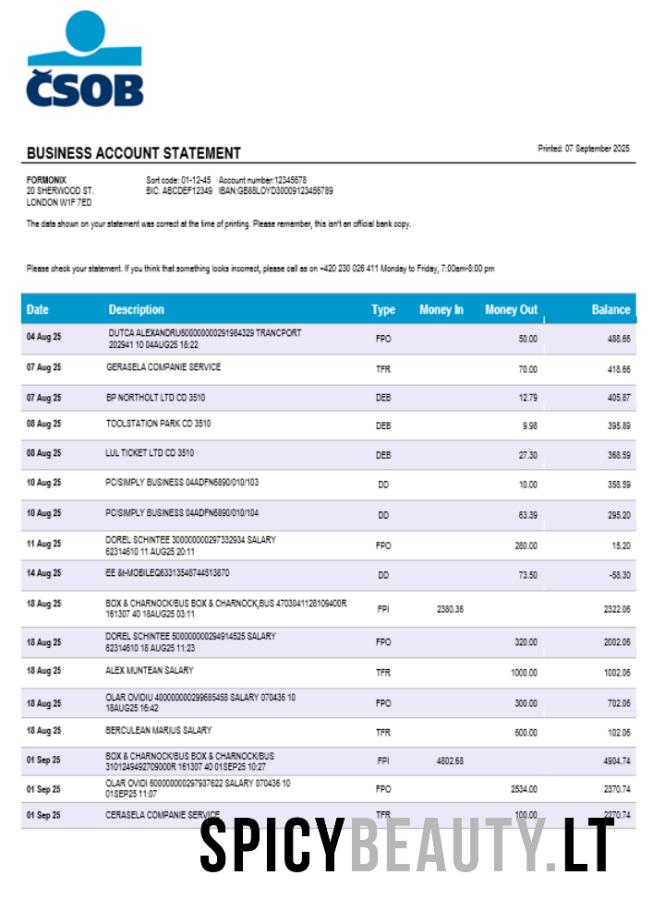 ČSOB
BUSINESS ACCOUNT STATEMENT
Printed: 07 September 2025
FORMONIX Sort code: 01-12-45 Account number:12345678
20 SHERWOOD ST. BIC: ABCDEF12349 IBAN:GB88LOYD30009123456789
LONDON W1F 7ED
The data shown on your statement was correct at the time of printing. Please remember, this isn't an official bank copy.
Please check your statement. If you think that something looks incorrect, please call as on +420 230 026 411 Monday to Friday, 7:00am-8:00 pm
Date Description Type Money In Money Out Balance
04 Aug 25 DUTCA ALEXANDRU600000000291984329 TRANCPORT 202941 10 04AUG25 18:22 FPO 50.00 488.66
07 Aug 25 GERASELA COMPANIE SERVICE TFR 70.00 418.66
07 Aug 25 BP NORTHOLT LTD CD 3510 DEB 12.79 405.87
08 Aug 25 TOOLSTATION PARK CD 3510 DEB 9.98 395.89
08 Aug 25 LUL TICKET LTD CD 3510 DEB 27.30 368.59
10 Aug 25 PC/SIMPLY BUSINESS 04ADFN6890/010/103 DD 10.00 358.59
10 Aug 25 PC/SIMPLY BUSINESS 04ADFN6890/010/104 DD 63.39 295.20
11 Aug 25 DOREL SCHINTEE 300000000297332934 SALARY 62314610 11 AUG25 20:11 FPO 280.00 15.20
14 Aug 25 EE &MOBILEQ63313548744813870 DD 73.50 -58.30
18 Aug 25 BOX & CHARNOCK/BUS BOX & CHARNOCK,BUS 4703041128109400R 161307 40 18AUG25 03:11 FPI 2380.36 2322.06
18 Aug 25 DOREL SCHINTEE 500000000294914525 SALARY 62314610 18 AUG25 11:23 FPO 320.00 2002.06
18 Aug 25 ALEX MUNTEAN SALARY TFR 1000.00 1002.06
18 Aug 25 OLAR OVIDIU 400000000299685458 SALARY 070436 10 18AUG25 16:42 FPO 300.00 702.06
18 Aug 25 BERCULEAN MARIUS SALARY TFR 600.00 102.06
01 Sep 25 BOX & CHARNOCK/BUS BOX & CHARNOCK/BUS 3101249492709000R 161307 40 01SEP25 10:27 FPI 4802.68 4904.74
01 Sep 25 OLAR OVIDI 600000000297937622 SALARY 070436 10 01SEP25 11:07 FPO 2534.00 2370.74
01 Sep 25 CERASELA COMPANIE SERVICE TFR 100.00 2270.74
SPICYBEAUTY.LT